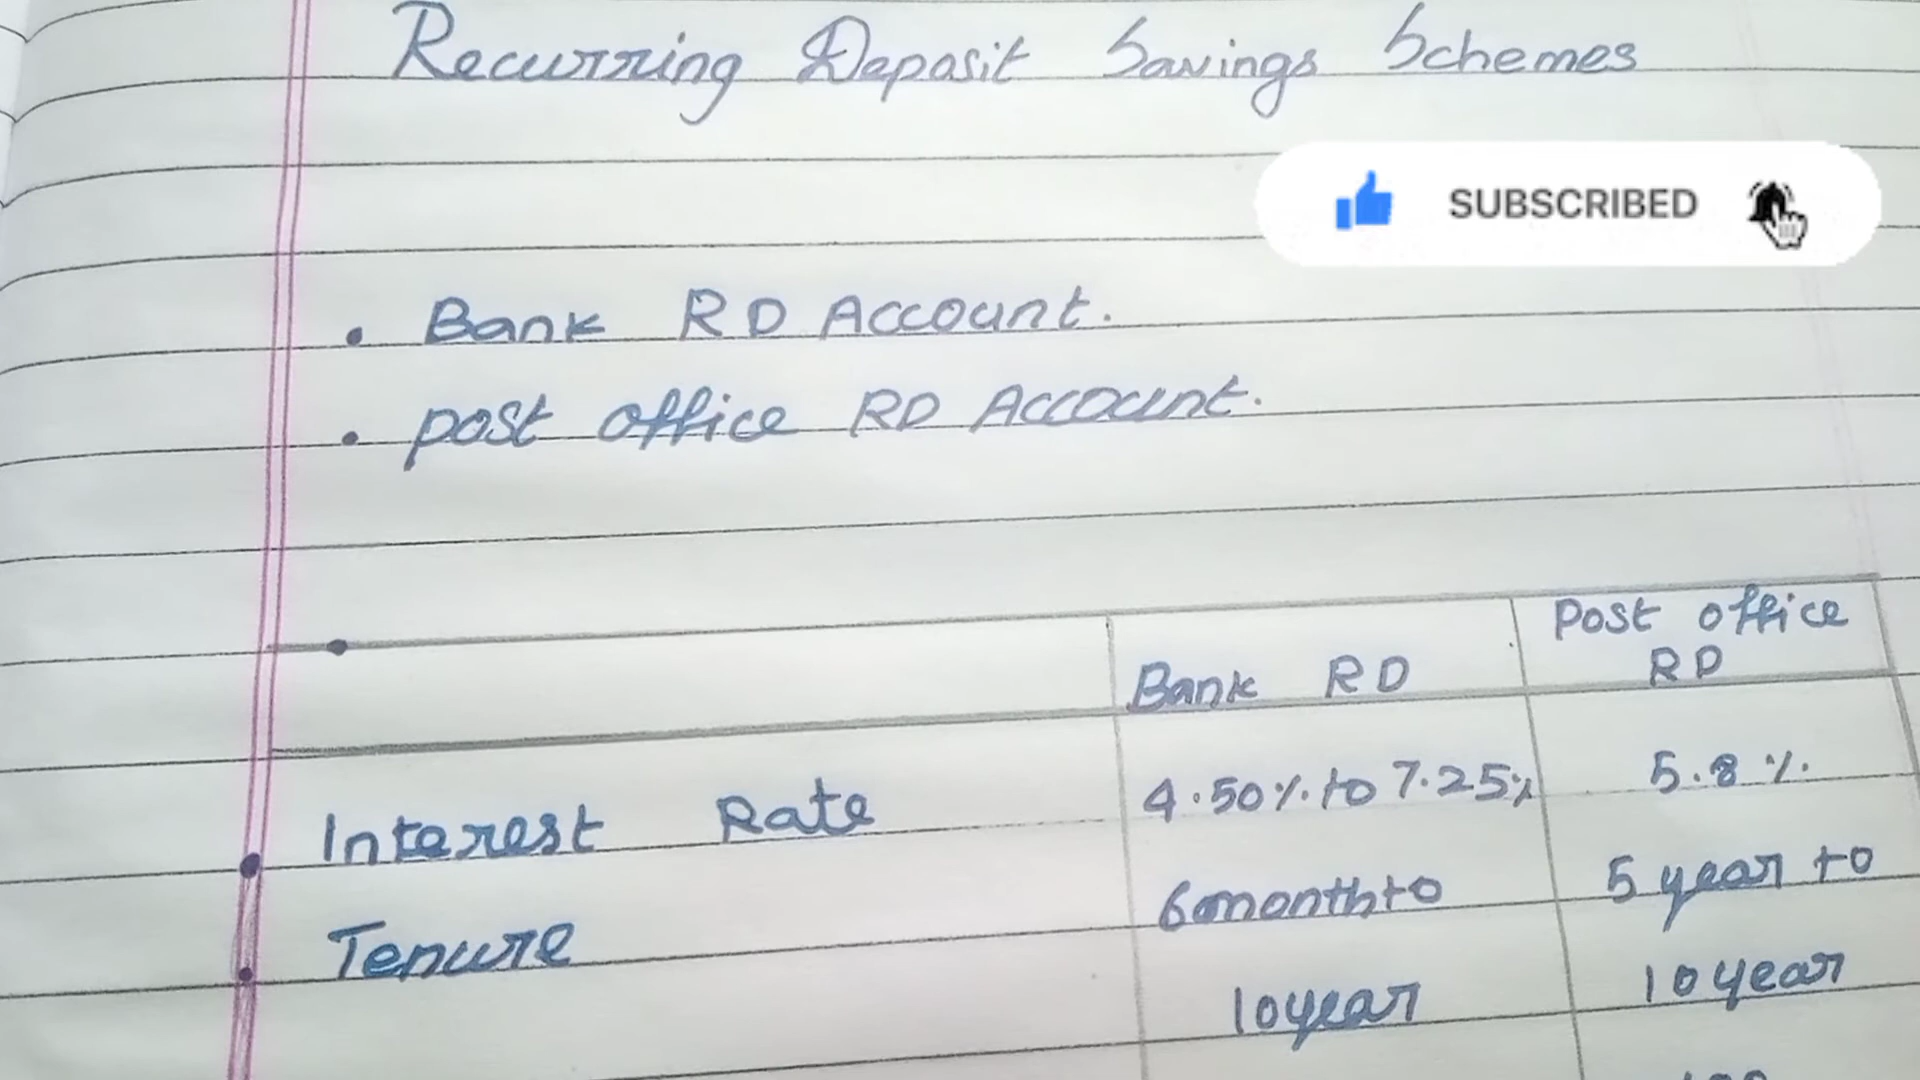 Recurring Deposit Savings Schemes
SUBSCRIBED
• Bank RD Account.
• post office RD Account.
Bank RD
Post office
RD
Interest Rate 4.50% to 7.25% 5.8%
Tenure 6month to 5 year to
10year 10year